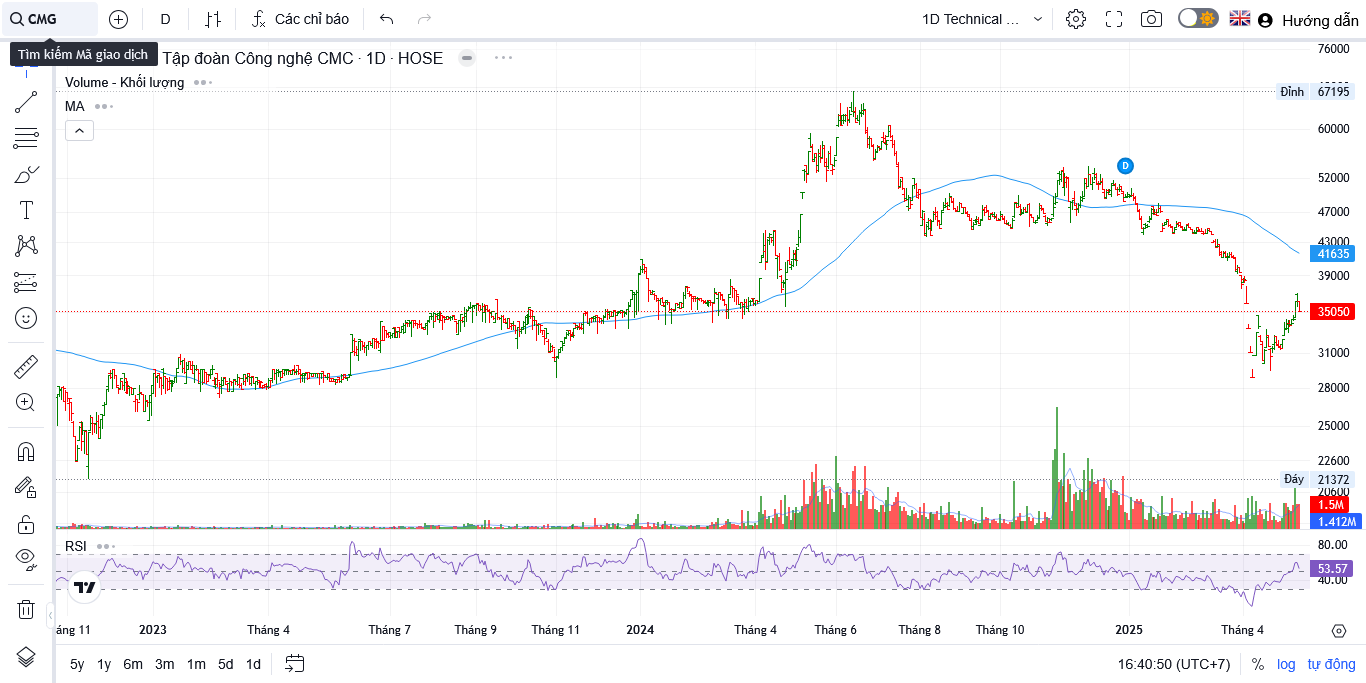 CMG
D
Các chỉ báo
1D Technical ...
Hướng dẫn
Tìm kiếm Mã giao dịch
Tập đoàn Công nghệ CMC · 1D · HOSE
Volume - Khối lượng
MA
76000
Đỉnh 67195
60000
D
52000
47000
43000
41635
39000
35050
31000
28000
25000
22600
Đáy 21372
20600
1.5M
1.412M
RSI
80.00
53.57
40.00
áng 11
2023
Tháng 4
Tháng 7
Tháng 9
Tháng 11
2024
Tháng 4
Tháng 6
Tháng 8
Tháng 10
2025
Tháng 4
5y 1y 6m 3m 1m 5d 1d
16:40:50 (UTC+7)
% log tự động